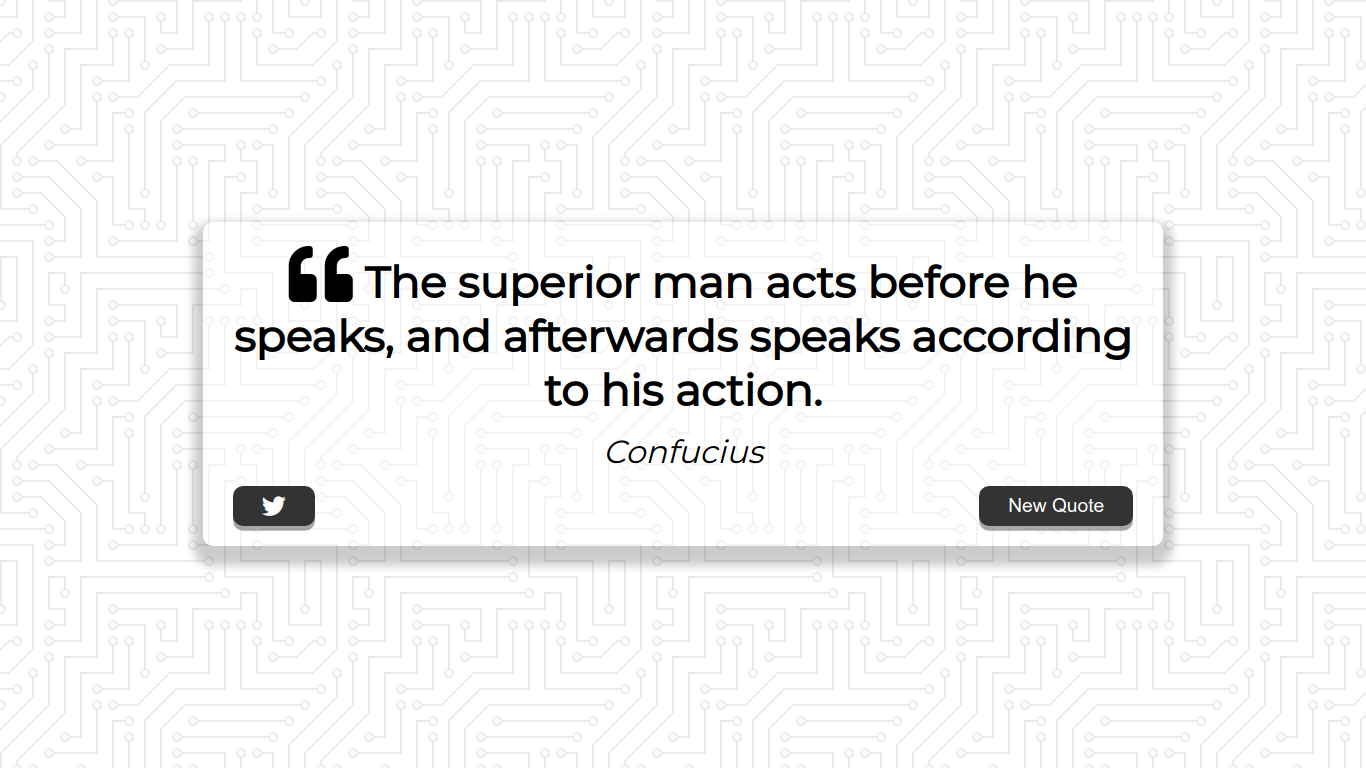 “ The superior man acts before he
speaks, and afterwards speaks according
to his action.
Confucius
New Quote